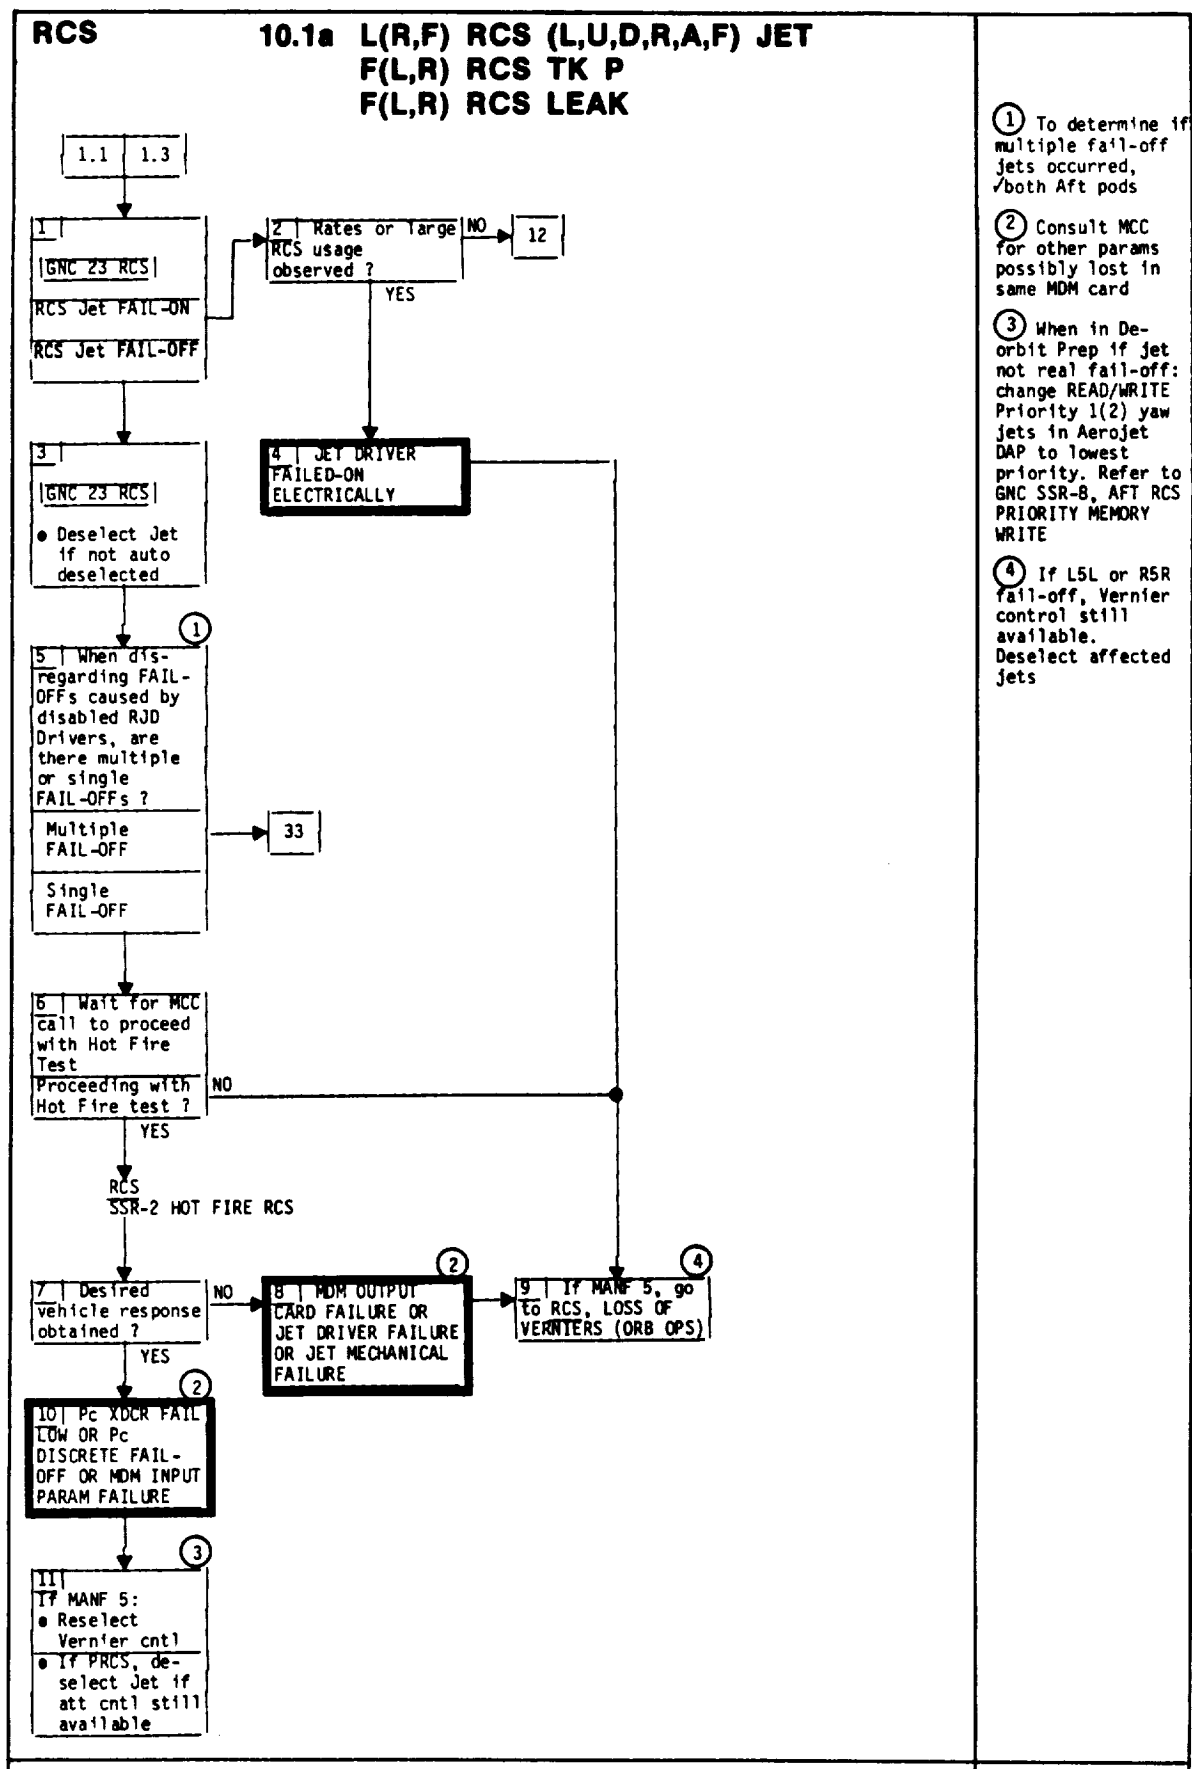 RCS
10.1a L(R,F) RCS (L,U,D,R,A,F) JET
F(L,R) RCS TK P
F(L,R) RCS LEAK
1.1 1.3
1
GNC 23 RCS
RCS Jet FAIL-ON
RCS Jet FAIL-OFF
2 Rates or large
RCS usage
observed ?
NO
12
YES
3
GNC 23 RCS
● Deselect Jet
if not auto
deselected
4 JET DRIVER
FAILED-ON
ELECTRICALLY
1
5 When dis-
regarding FAIL-
OFFs caused by
disabled RJD
Drivers, are
there multiple
or single
FAIL-OFFs ?
Multiple
FAIL-OFF
33
Single
FAIL-OFF
6 Wait for MCC
call to proceed
with Hot Fire
Test
Proceeding with
Hot Fire test ?
NO
YES
RCS
SSR-2 HOT FIRE RCS
7 Desired
vehicle response
obtained ?
NO
YES
2
8 MDM OUTPUT
CARD FAILURE OR
JET DRIVER FAILURE
OR JET MECHANICAL
FAILURE
4
9 If MANF 5, go
to RCS, LOSS OF
VERNIERS (ORB OPS)
2
10 Pc XDCR FAIL
LOW OR Pc
DISCRETE FAIL-
OFF OR MDM INPUT
PARAM FAILURE
3
11
If MANF 5:
● Reselect
Vernier cntl
● If PRCS, de-
select Jet if
att cntl still
available
1 To determine if
multiple fail-off
jets occurred,
√both Aft pods
2 Consult MCC
for other params
possibly lost in
same MDM card
3 When in De-
orbit Prep if jet
not real fail-off:
change READ/WRITE
Priority 1(2) yaw
jets in Aerojet
DAP to lowest
priority. Refer to
GNC SSR-8, AFT RCS
PRIORITY MEMORY
WRITE
4 If L5L or R5R
fail-off, Vernier
control still
available.
Deselect affected
jets